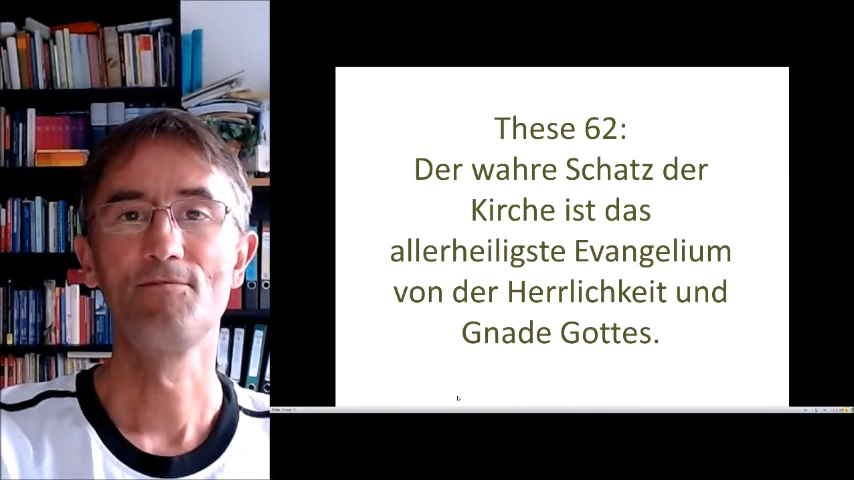 These 62:
Der wahre Schatz der
Kirche ist das
allerheiligste Evangelium
von der Herrlichkeit und
Gnade Gottes.